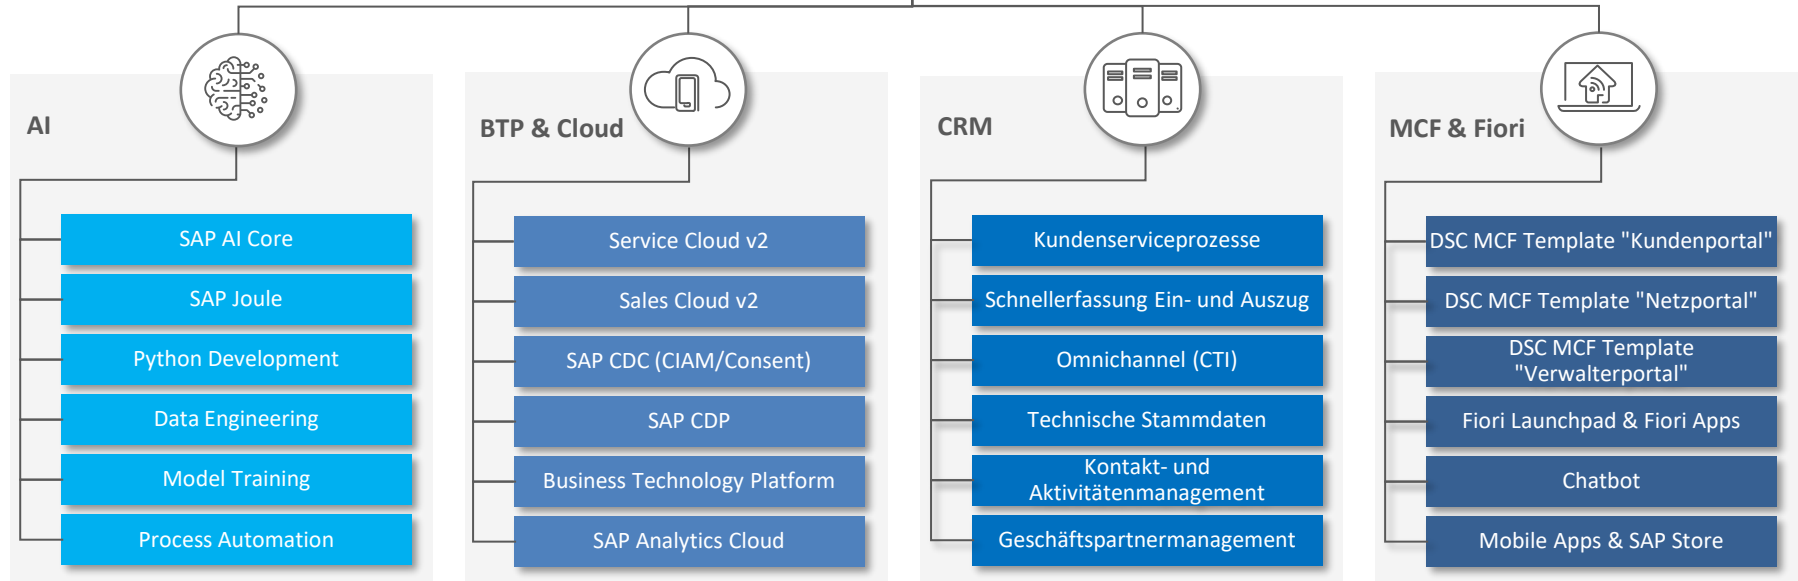 AI
SAP AI Core
SAP Joule
Python Development
Data Engineering
Model Training
Process Automation
BTP & Cloud
Service Cloud v2
Sales Cloud v2
SAP CDC (CIAM/Consent)
SAP CDP
Business Technology Platform
SAP Analytics Cloud
CRM
Kundenserviceprozesse
Schnellerfassung Ein- und Auszug
Omnichannel (CTI)
Technische Stammdaten
Kontakt- und
Aktivitätenmanagement
Geschäftspartnermanagement
MCF & Fiori
DSC MCF Template "Kundenportal"
DSC MCF Template "Netzportal"
DSC MCF Template
"Verwalterportal"
Fiori Launchpad & Fiori Apps
Chatbot
Mobile Apps & SAP Store